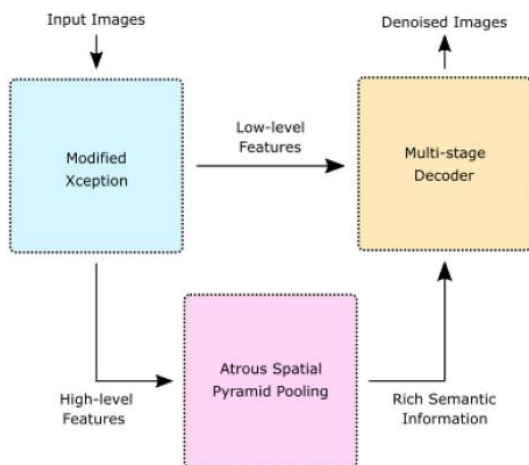 Input Images
Denoised Images
Modified
Xception
Low-level
Features
Multi-stage
Decoder
Atrous Spatial
Pyramid Pooling
High-level
Features
Rich Semantic
Information